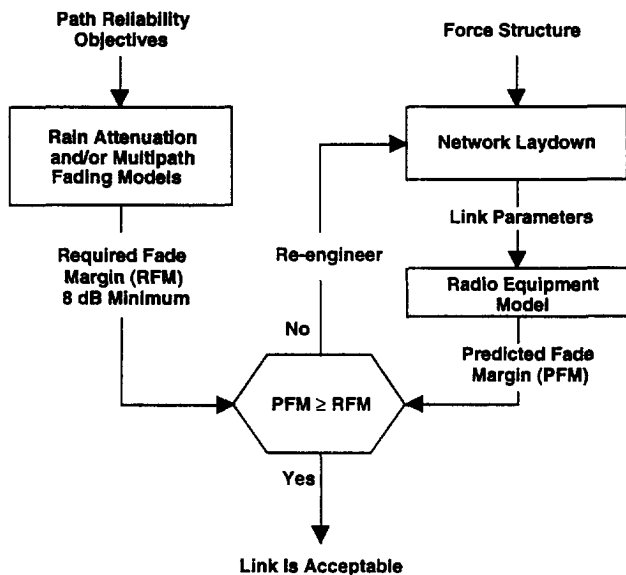 Path Reliability
Objectives
Force Structure
Rain Attenuation
and/or Multipath
Fading Models
Network Laydown
Link Parameters
Required Fade
Margin (RFM)
8 dB Minimum
Re-engineer
Radio Equipment
Model
No
Predicted Fade
Margin (PFM)
PFM ≥ RFM
Yes
Link is Acceptable